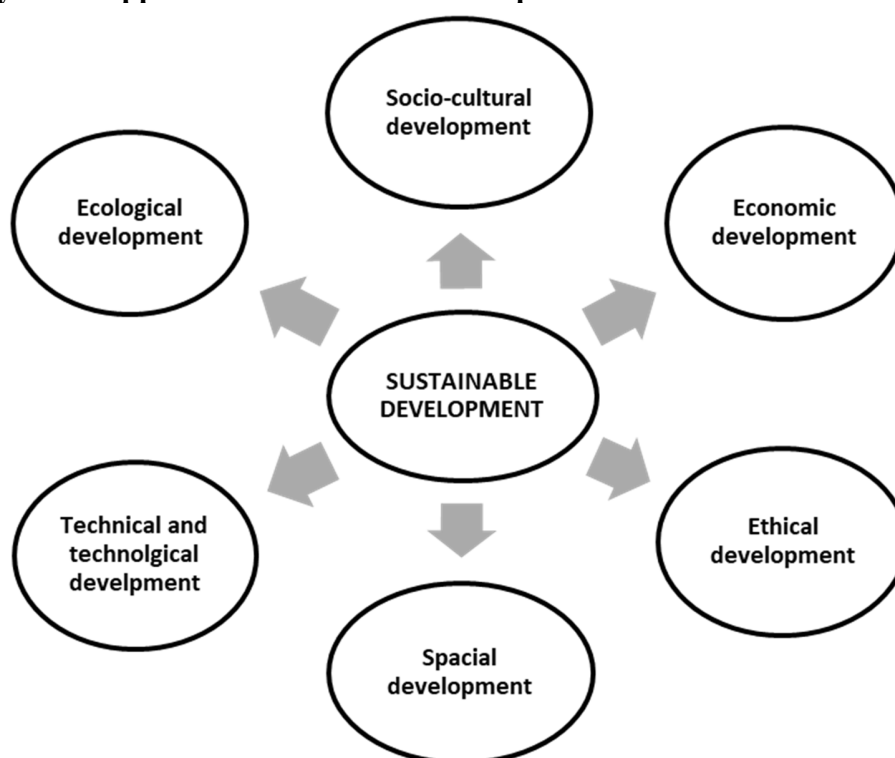 Socio-cultural
development
Ecological
development
Economic
development
SUSTAINABLE
DEVELOPMENT
Technical and
technolgical
develpment
Ethical
development
Spacial
development